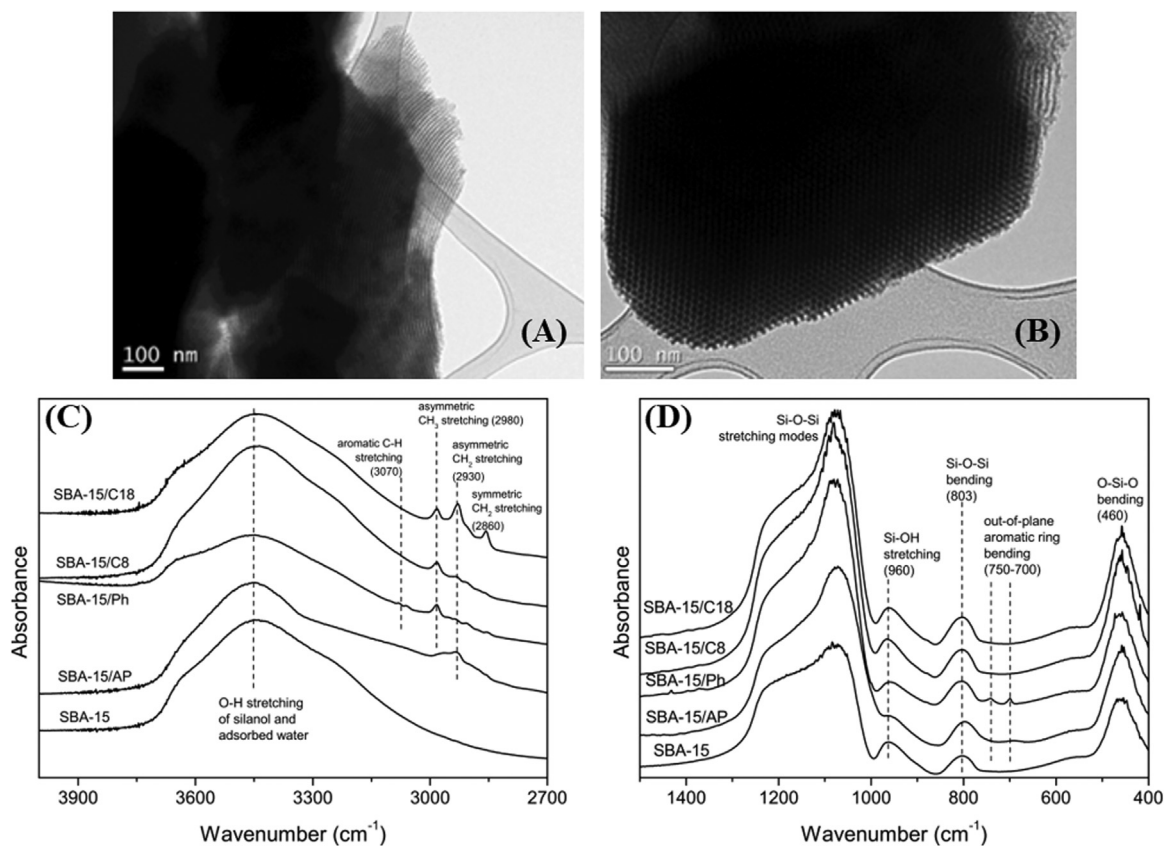 (A)
100 nm
(B)
100 nm
(C)
asymmetric
CH3 stretching (2980)
aromatic C-H
stretching
(3070)
asymmetric
CH2 stretching
(2930)
symmetric
CH2 stretching
(2860)
SBA-15/C18
SBA-15/C8
SBA-15/Ph
SBA-15/AP
SBA-15
O-H stretching
of silanol and
adsorbed water
Absorbance
3900 3600 3300 3000 2700
Wavenumber (cm-1)
(D)
Si-O-Si
stretching modes
Si-O-Si
bending
(803)
O-Si-O
bending
(460)
Si-OH
stretching
(960)
out-of-plane
aromatic ring
bending
(750-700)
SBA-15/C18
SBA-15/C8
SBA-15/Ph
SBA-15/AP
SBA-15
Absorbance
1400 1200 1000 800 600 400
Wavenumber (cm-1)